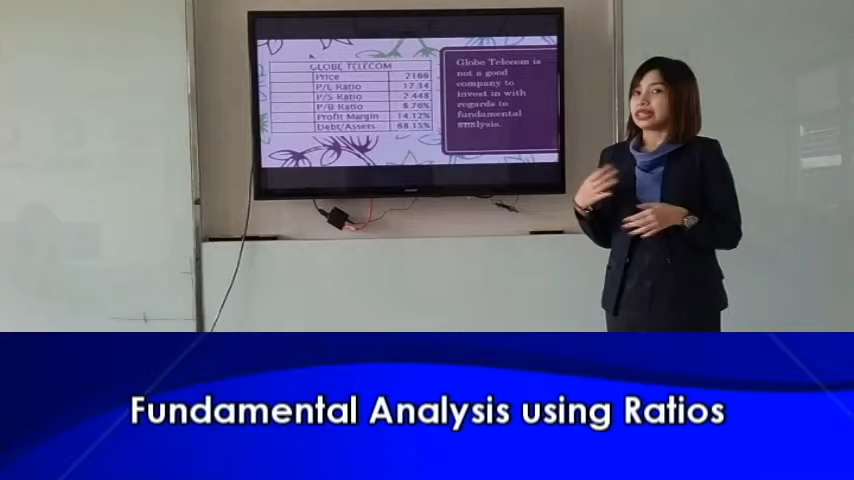 GLOBE TELECOM
Price 2166
P/E Ratio 17.34
P/S Ratio 2.448
P/B Ratio 8.76%
Profit Margin 14.12%
Debt/Assets 68.15%
Globe Telecom is
not a good
company to
invest in with
regards to
fundamental
analysis.
Fundamental Analysis using Ratios